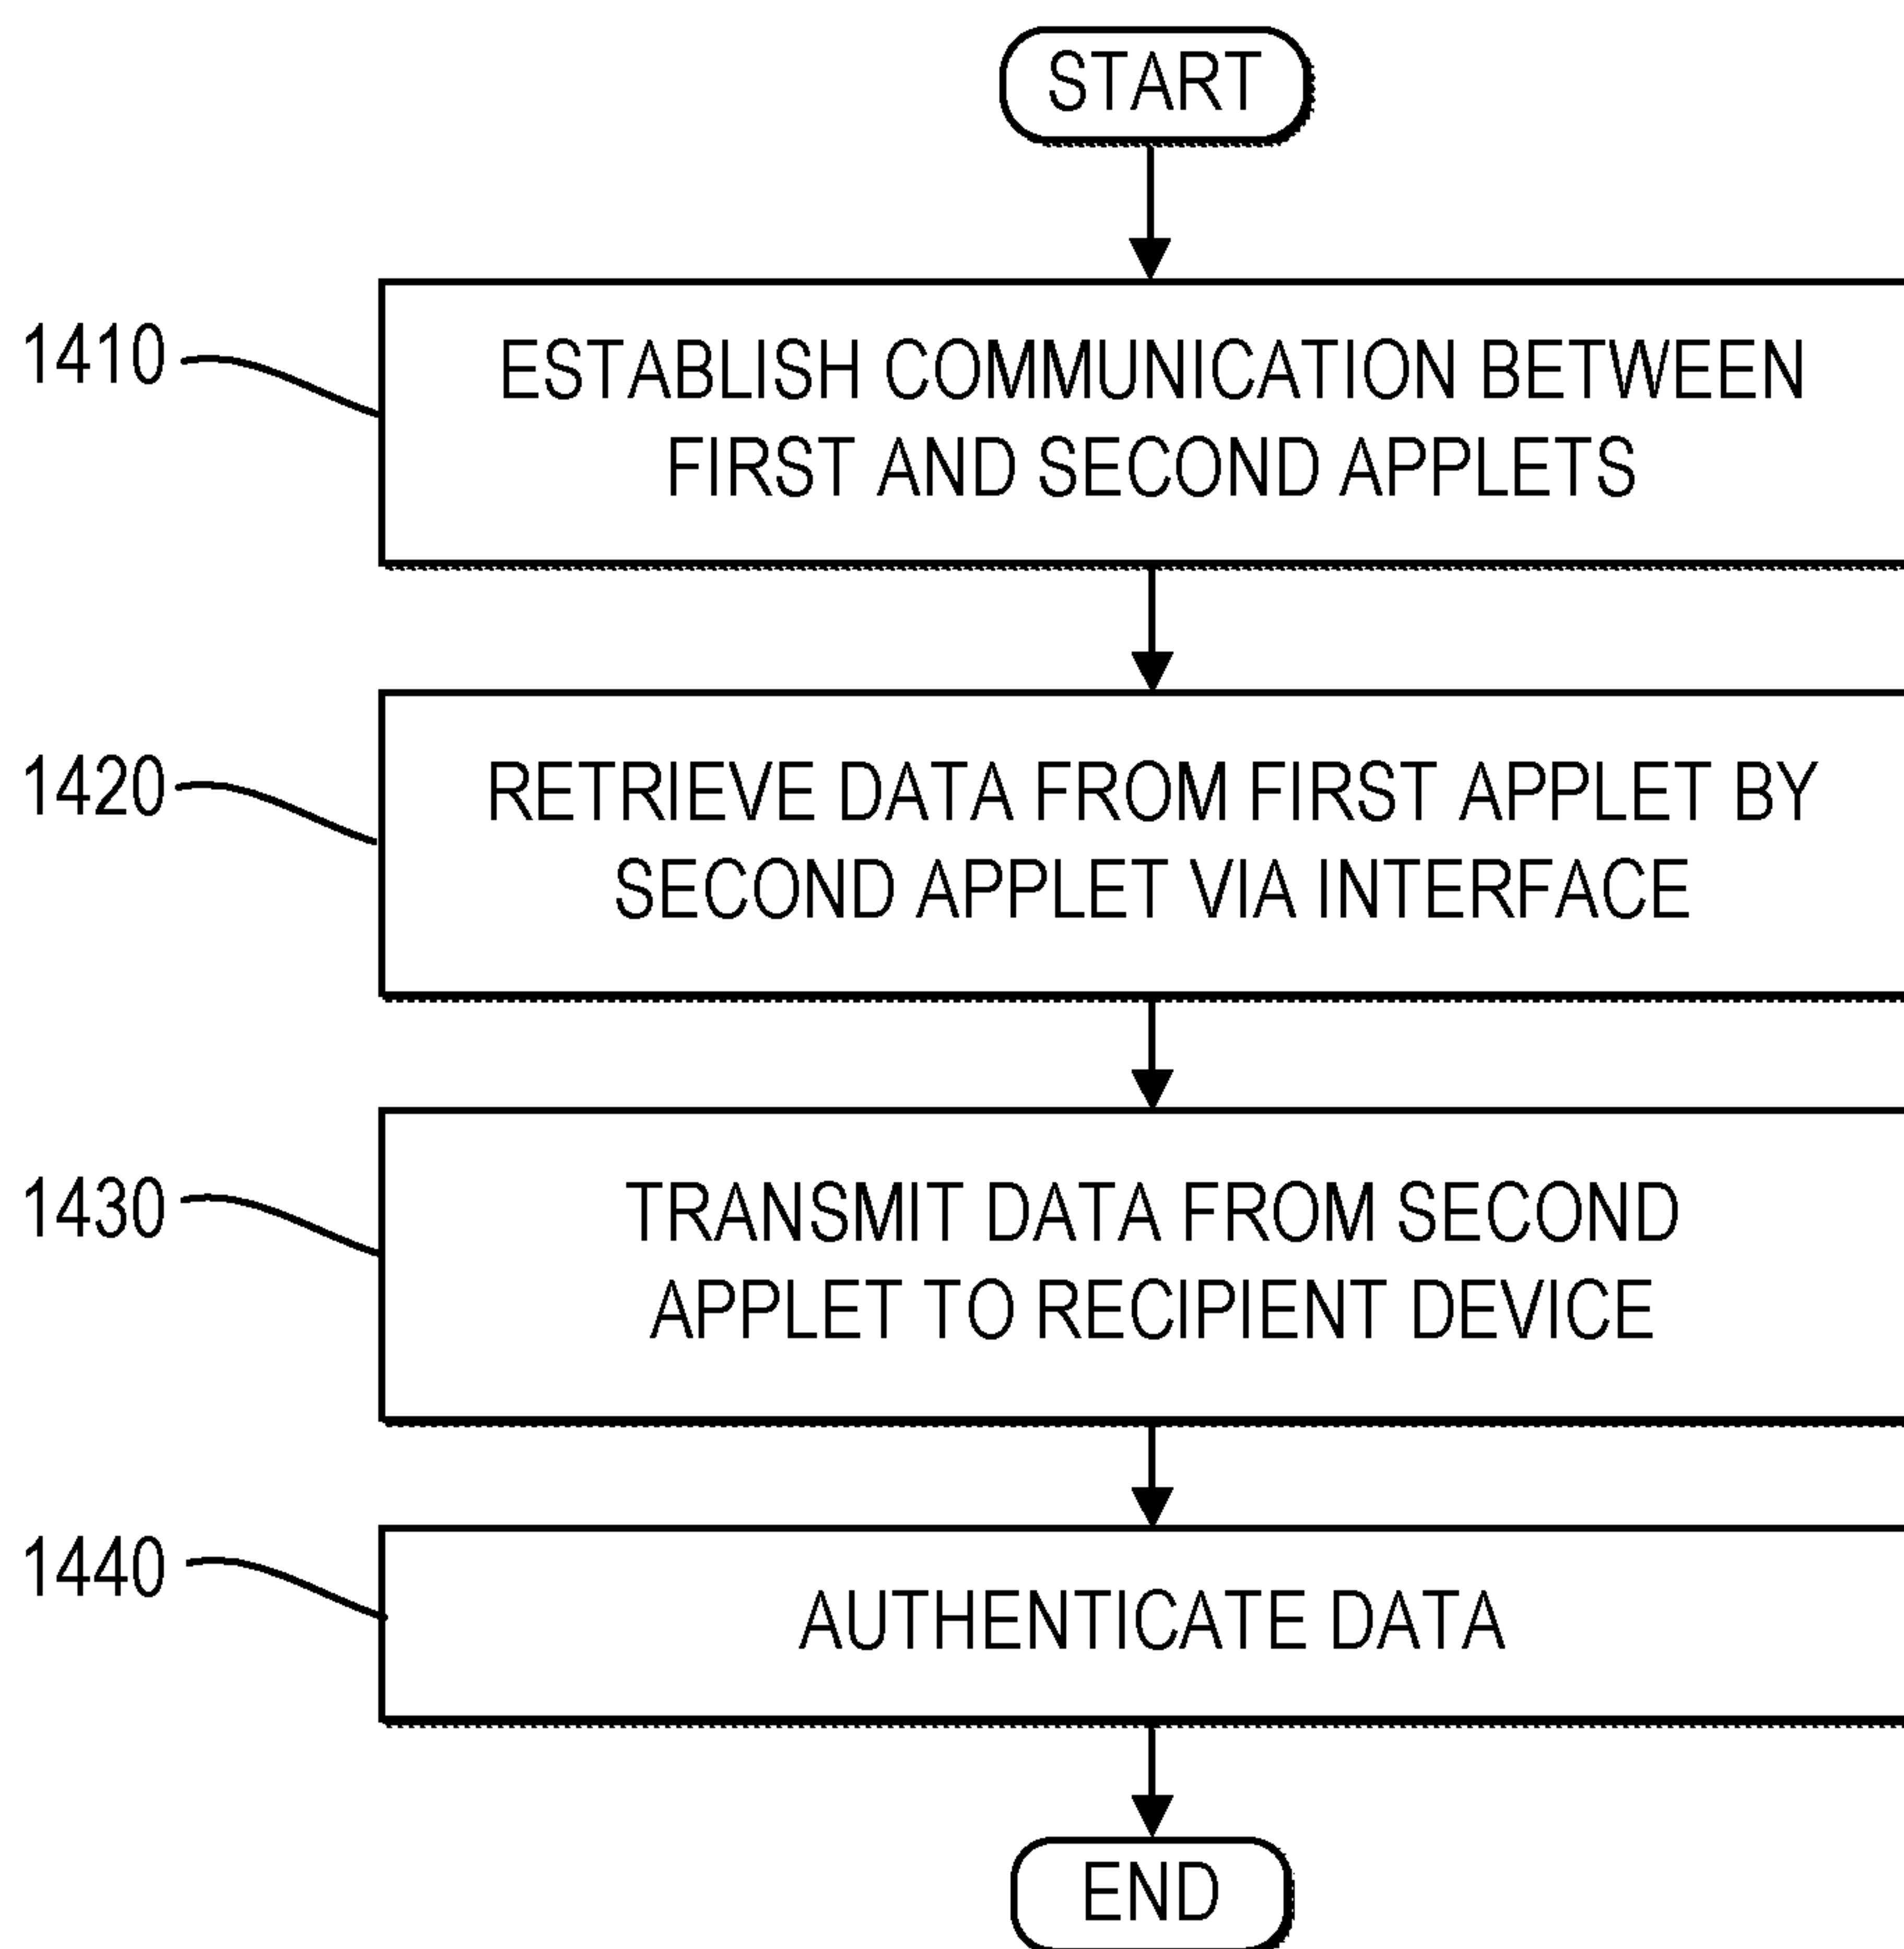 START
1410
ESTABLISH COMMUNICATION BETWEEN
FIRST AND SECOND APPLETS
1420
RETRIEVE DATA FROM FIRST APPLET BY
SECOND APPLET VIA INTERFACE
1430
TRANSMIT DATA FROM SECOND
APPLET TO RECIPIENT DEVICE
1440
AUTHENTICATE DATA
END